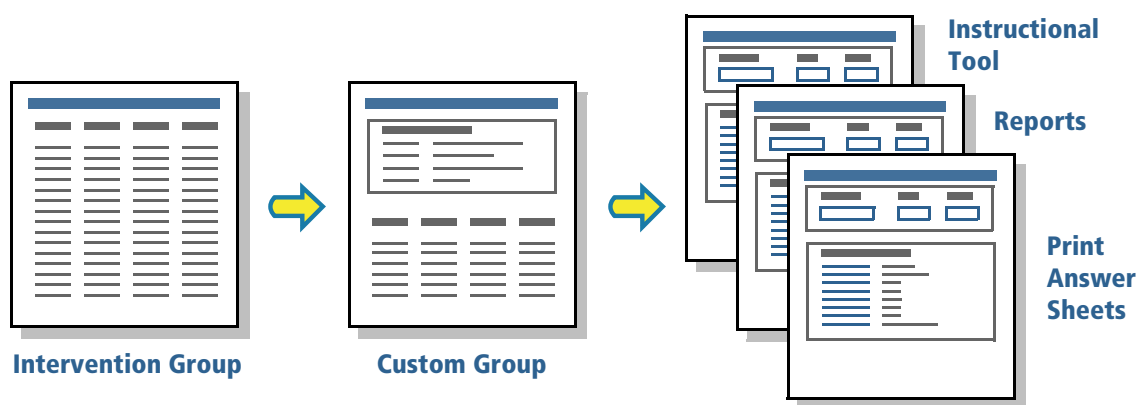 Instructional
Tool
Reports
Print
Answer
Sheets
Intervention Group
Custom Group